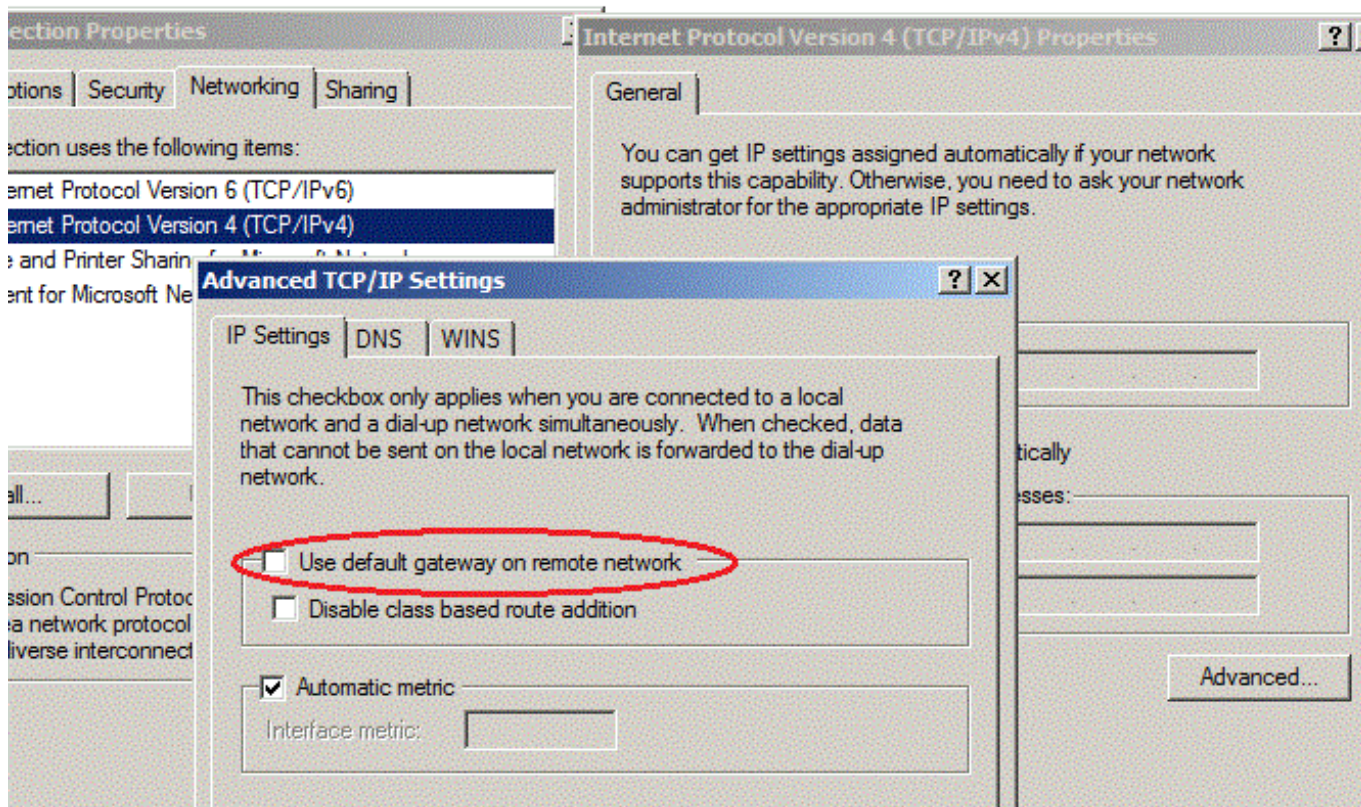 ection Properties
ptions Security Networking Sharing
ection uses the following items:
ernet Protocol Version 6 (TCP/IPv6)
ernet Protocol Version 4 (TCP/IPv4)
e and Printer Sharing
ent for Microsoft Ne
all...
on
ssion Control Protoc
ea network protocol
diverse interconnect
Internet Protocol Version 4 (TCP/IPv4) Properties
General
You can get IP settings assigned automatically if your network
supports this capability. Otherwise, you need to ask your network
administrator for the appropriate IP settings.
tically
esses:
Advanced...
Advanced TCP/IP Settings
IP Settings DNS WINS
This checkbox only applies when you are connected to a local
network and a dial-up network simultaneously. When checked, data
that cannot be sent on the local network is forwarded to the dial-up
network.
Use default gateway on remote network
Disable class based route addition
Automatic metric
Interface metric: